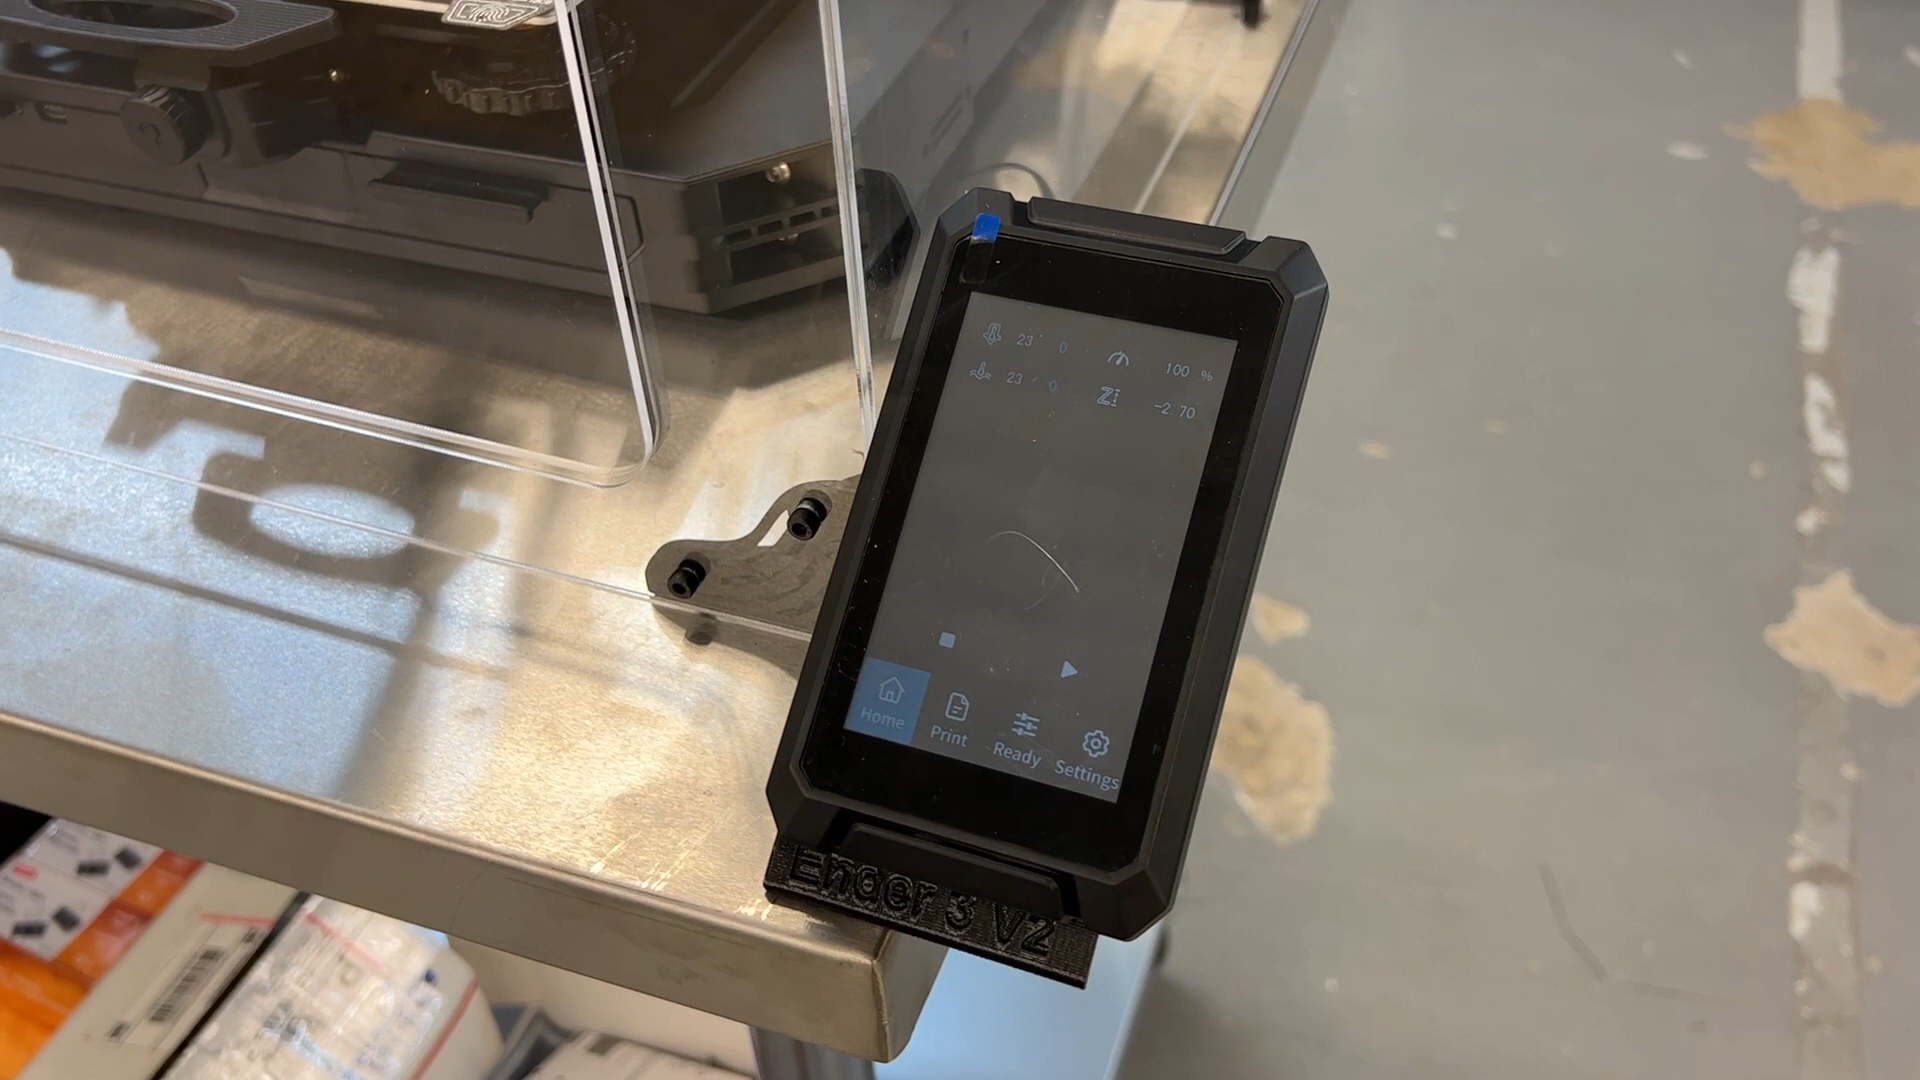 23 / 0
100 %
23 / 0
Z
-2.70
Home
Print
Ready
Settings
Ender 3 V2